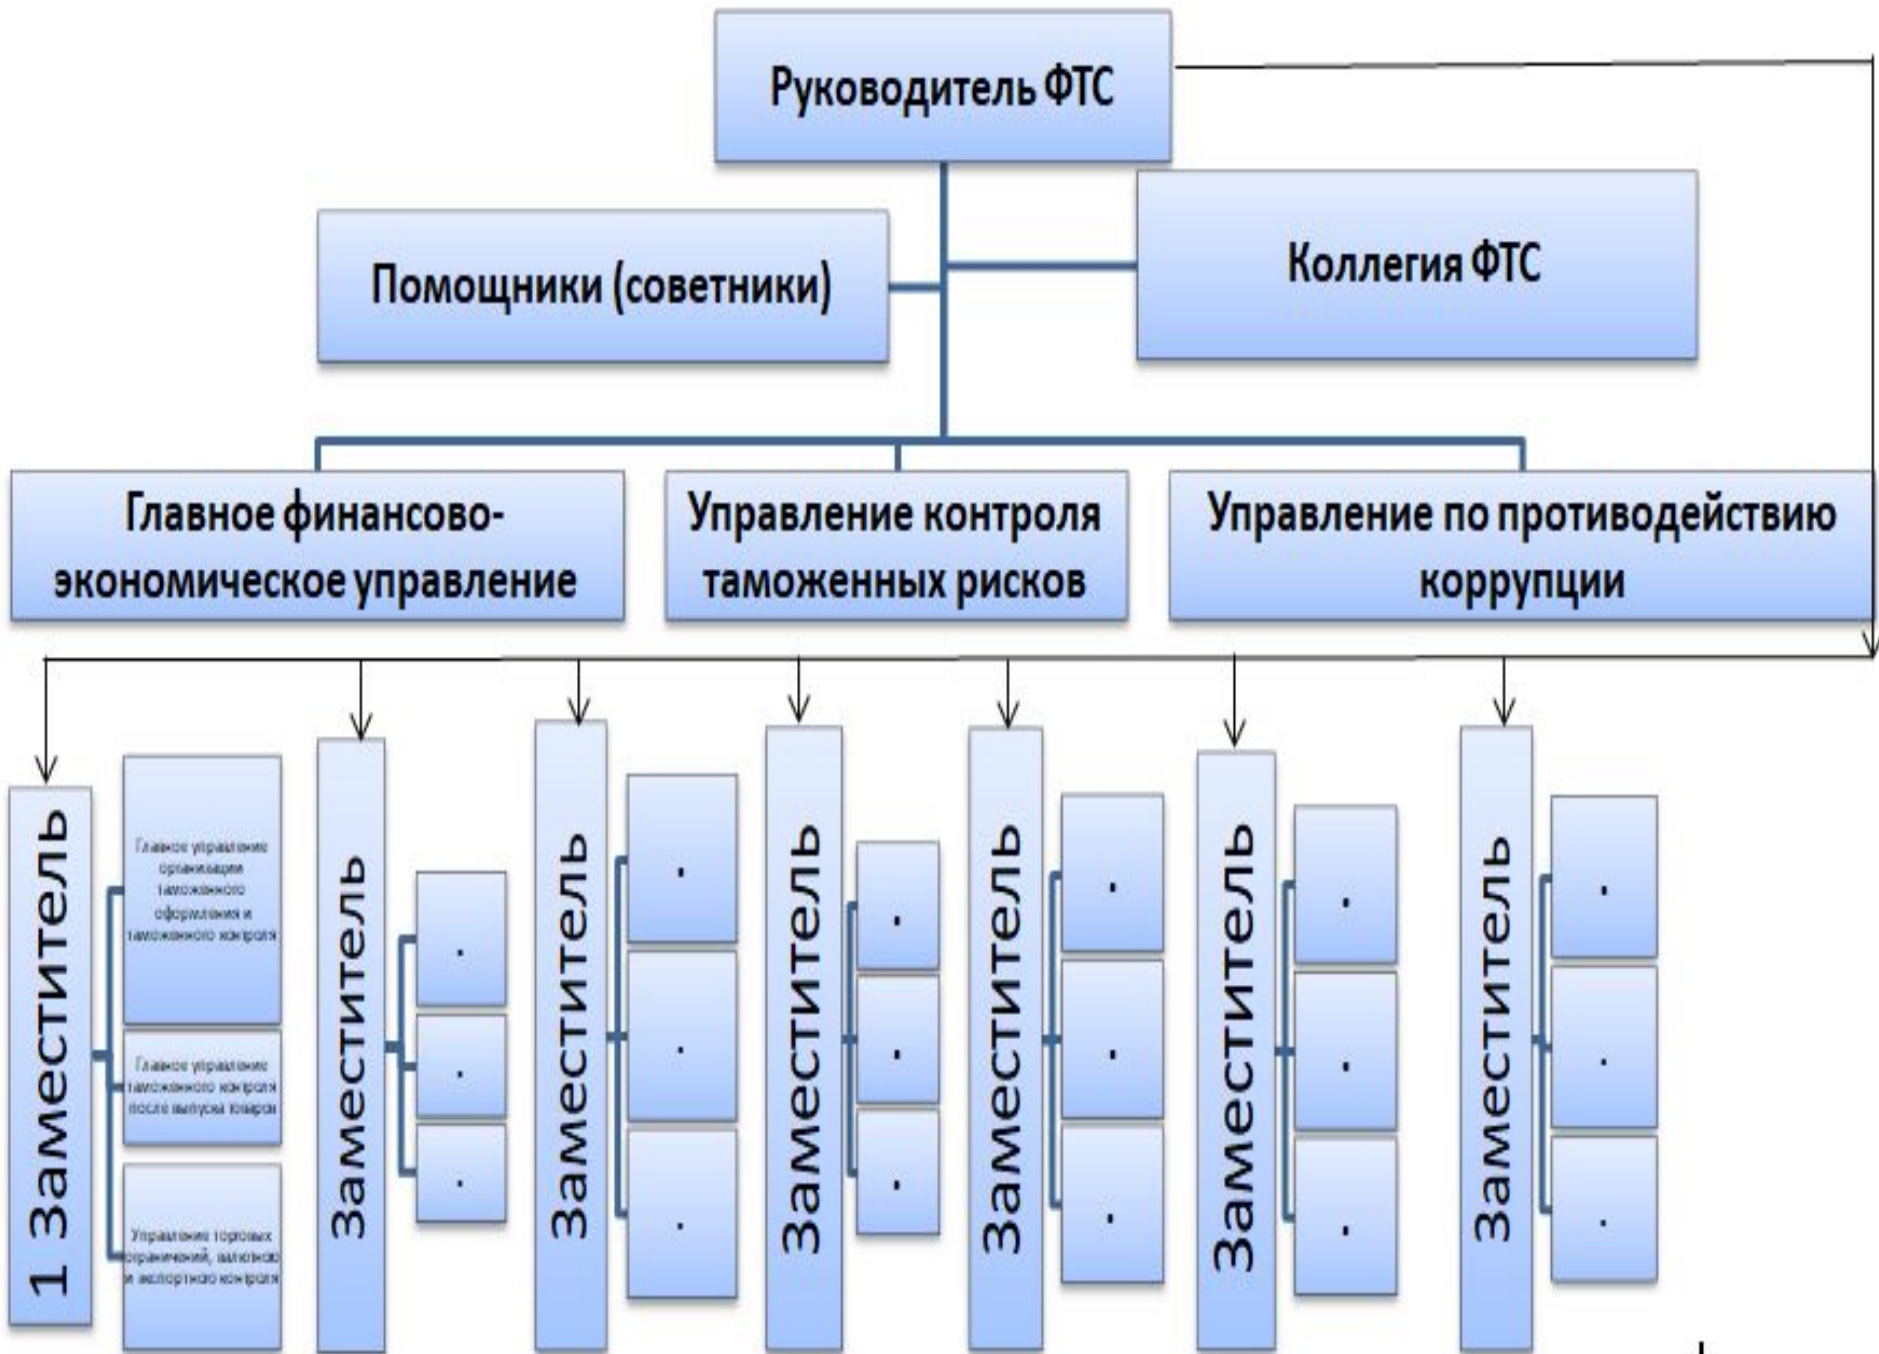 Руководитель ФТС
Помощники (советники)
Коллегия ФТС
Главное финансово-
экономическое управление
Управление контроля
таможенных рисков
Управление по противодействию
коррупции
1 Заместитель
Главное управление
организации
таможенного
оформления и
таможенного контроля
Главное управление
таможенного контроля
после выпуска товаров
Управление торговых
ограничений, валютного
и экспортного контроля
Заместитель
.
.
.
Заместитель
.
.
.
Заместитель
.
.
.
Заместитель
.
.
.
Заместитель
.
.
.
Заместитель
.
.
.